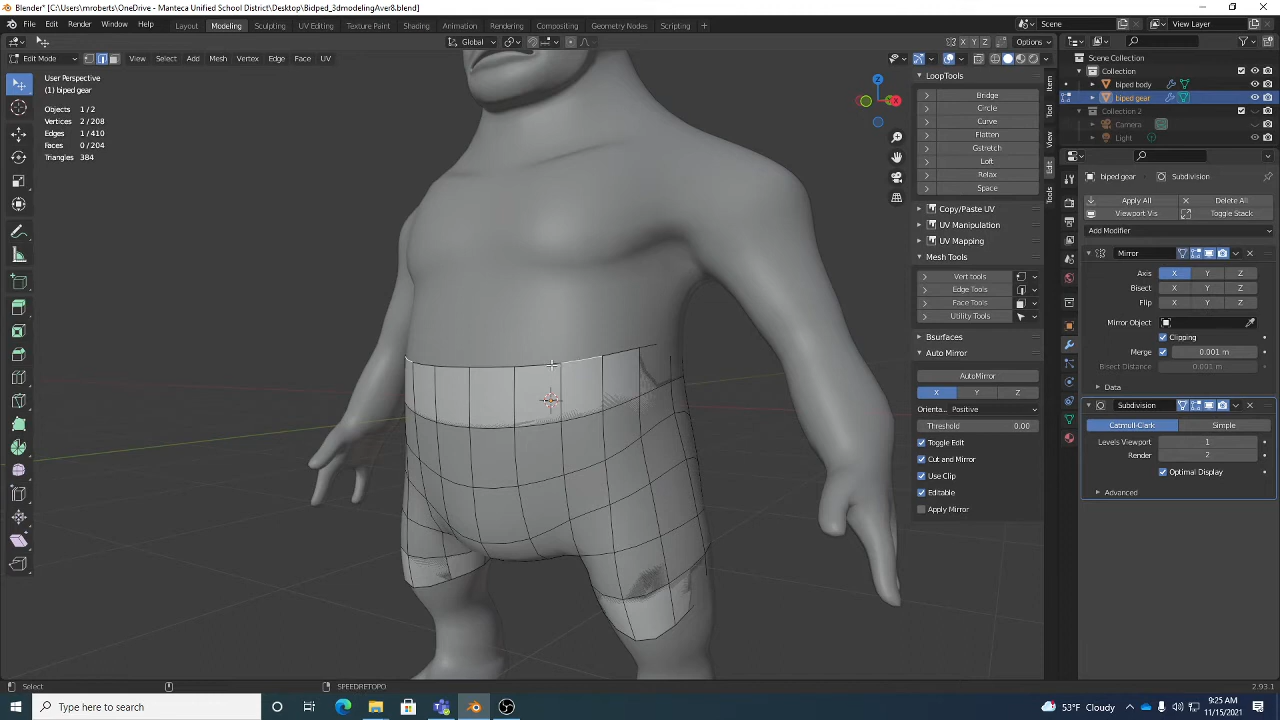 Blender* [C:\Users\mroberts\OneDrive - Manteca Unified School District\Desktop\Bidped_3dmodelingAver8.blend]
File Edit Render Window Help Layout Modeling Sculpting UV Editing Texture Paint Shading Animation Rendering Compositing Geometry Nodes Scripting + Scene View Layer
Global X Y Z Options
Edit Mode View Select Add Mesh Vertex Edge Face UV
User Perspective
(1) biped gear
Objects 1 / 2
Vertices 2 / 208
Edges 1 / 410
Faces 0 / 204
Triangles 384
Z
X
LoopTools
Bridge
Circle
Curve
Flatten
Gstretch
Loft
Relax
Space
Copy/Paste UV
UV Manipulation
UV Mapping
Mesh Tools
Vert tools
Edge Tools
Face Tools
Utility Tools
Bsurfaces
Auto Mirror
AutoMirror
X Y Z
Orienta... Positive
Threshold 0.00
Toggle Edit
Cut and Mirror
Use Clip
Editable
Apply Mirror
Item
Tool
View
Edit
Tools
Scene Collection
Collection
biped body
biped gear
Collection 2
Camera
Light
biped gear Subdivision
Apply All Delete All
Viewport Vis Toggle Stack
Add Modifier
Mirror
Axis X Y Z
Bisect X Y Z
Flip X Y Z
Mirror Object
Clipping
Merge 0.001 m
Bisect Distance 0.001 m
Data
Subdivision
Catmull-Clark Simple
Levels Viewport 1
Render 2
Optimal Display
Advanced
Select SPEEDRETOPO 2.93.1
Type here to search 53°F Cloudy 9:25 AM
11/15/2021